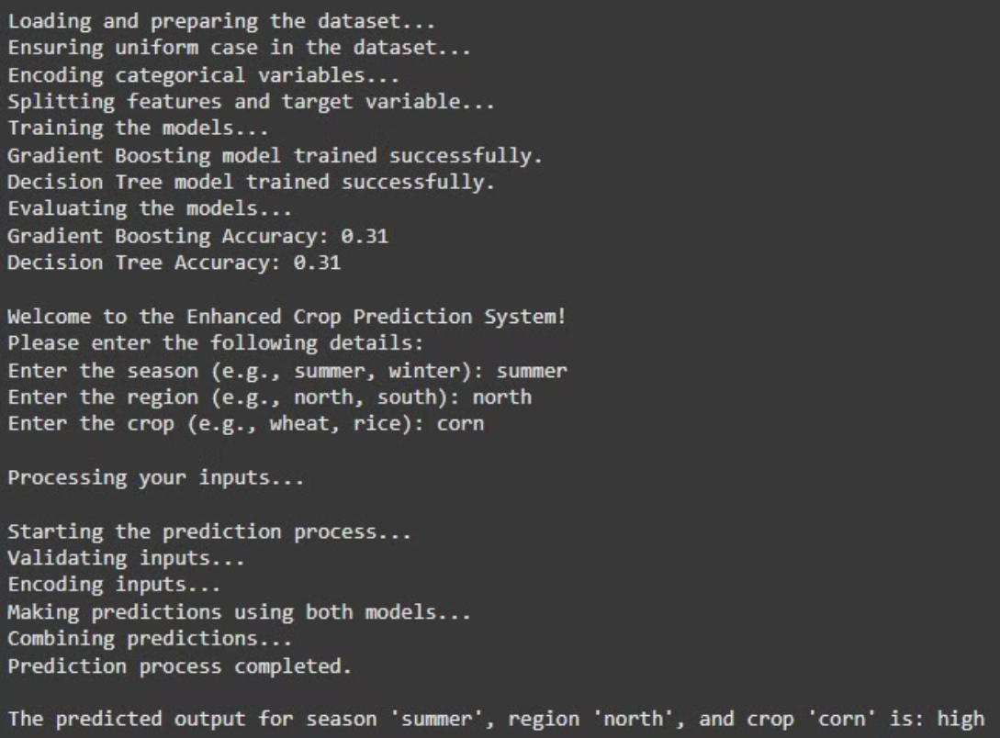 Loading and preparing the dataset...
Ensuring uniform case in the dataset...
Encoding categorical variables...
Splitting features and target variable...
Training the models...
Gradient Boosting model trained successfully.
Decision Tree model trained successfully.
Evaluating the models...
Gradient Boosting Accuracy: 0.31
Decision Tree Accuracy: 0.31
Welcome to the Enhanced Crop Prediction System!
Please enter the following details:
Enter the season (e.g., summer, winter): summer
Enter the region (e.g., north, south): north
Enter the crop (e.g., wheat, rice): corn
Processing your inputs...
Starting the prediction process...
Validating inputs...
Encoding inputs...
Making predictions using both models...
Combining predictions...
Prediction process completed.
The predicted output for season 'summer', region 'north', and crop 'corn' is: high